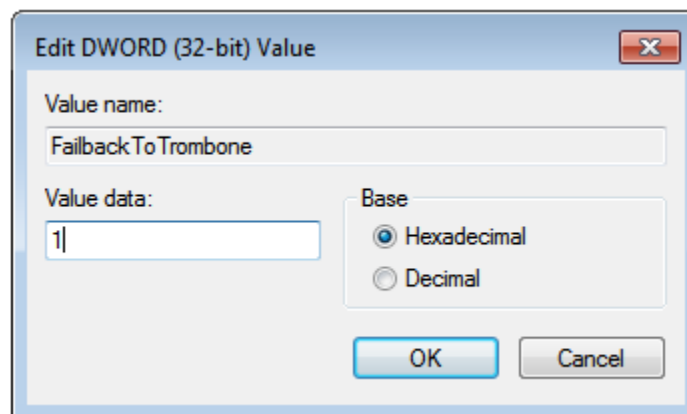 Edit DWORD (32-bit) Value
Value name:
FailbackToTrombone
Value data:
1
Base
Hexadecimal
Decimal
OK
Cancel